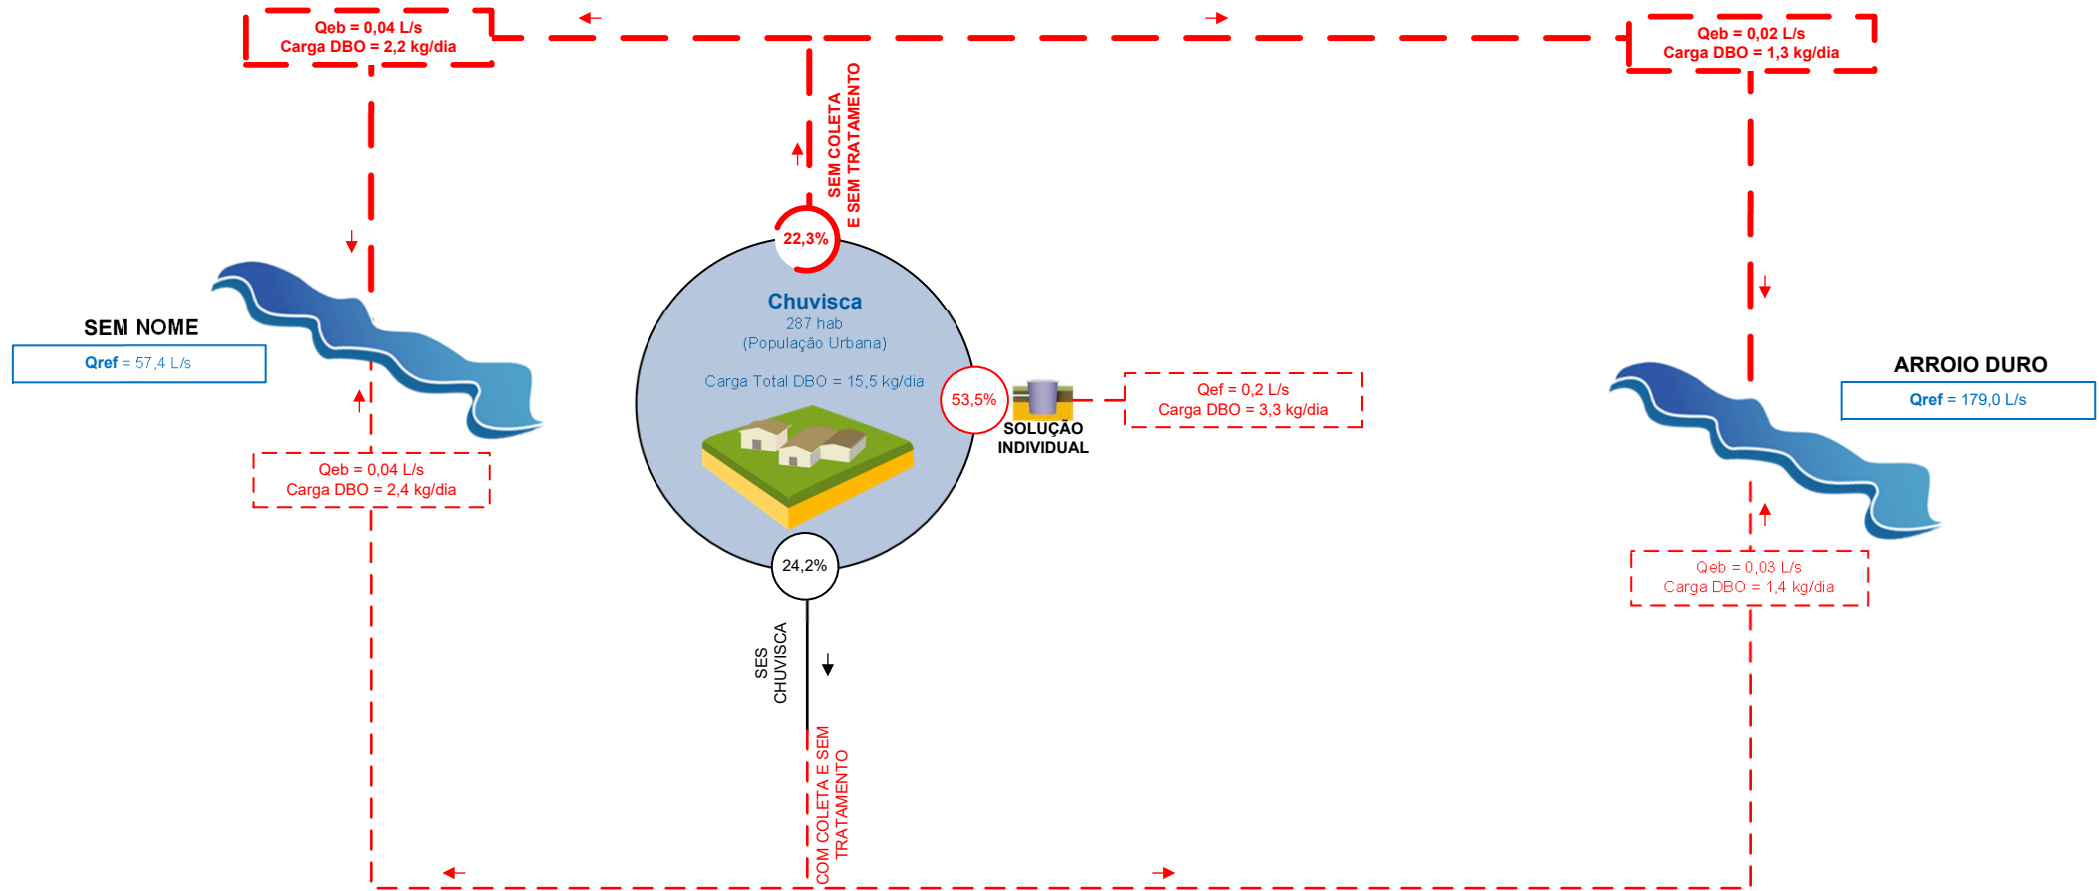 Qeb = 0,04 L/s
Carga DBO = 2,2 kg/dia
Qeb = 0,02 L/s
Carga DBO = 1,3 kg/dia
SEM COLETA
E SEM TRATAMENTO
22,3%
Chuvisca
287 hab
(População Urbana)
Carga Total DBO = 15,5 kg/dia
SEM NOME
Qref = 57,4 L/s
53,5%
SOLUÇÃO
INDIVIDUAL
Qef = 0,2 L/s
Carga DBO = 3,3 kg/dia
ARROIO DURO
Qref = 179,0 L/s
Qeb = 0,04 L/s
Carga DBO = 2,4 kg/dia
24,2%
Qeb = 0,03 L/s
Carga DBO = 1,4 kg/dia
SES
CHUVISCA
COM COLETA E SEM
TRATAMENTO